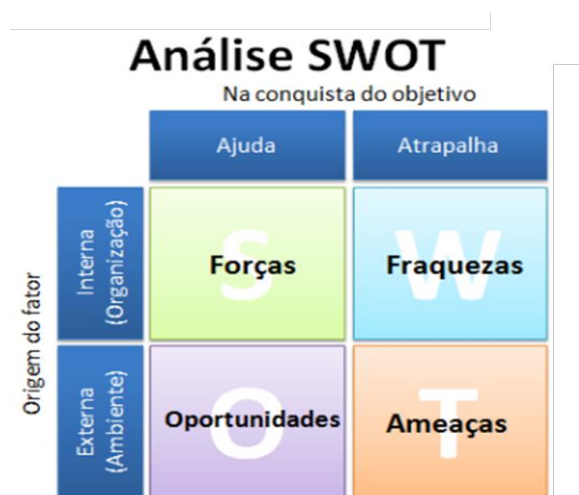 Análise SWOT
Na conquista do objetivo
Ajuda
Atrapalha
Origem do fator
Interna
(Organização)
S
Forças
W
Fraquezas
Externa
(Ambiente)
O
Oportunidades
T
Ameaças